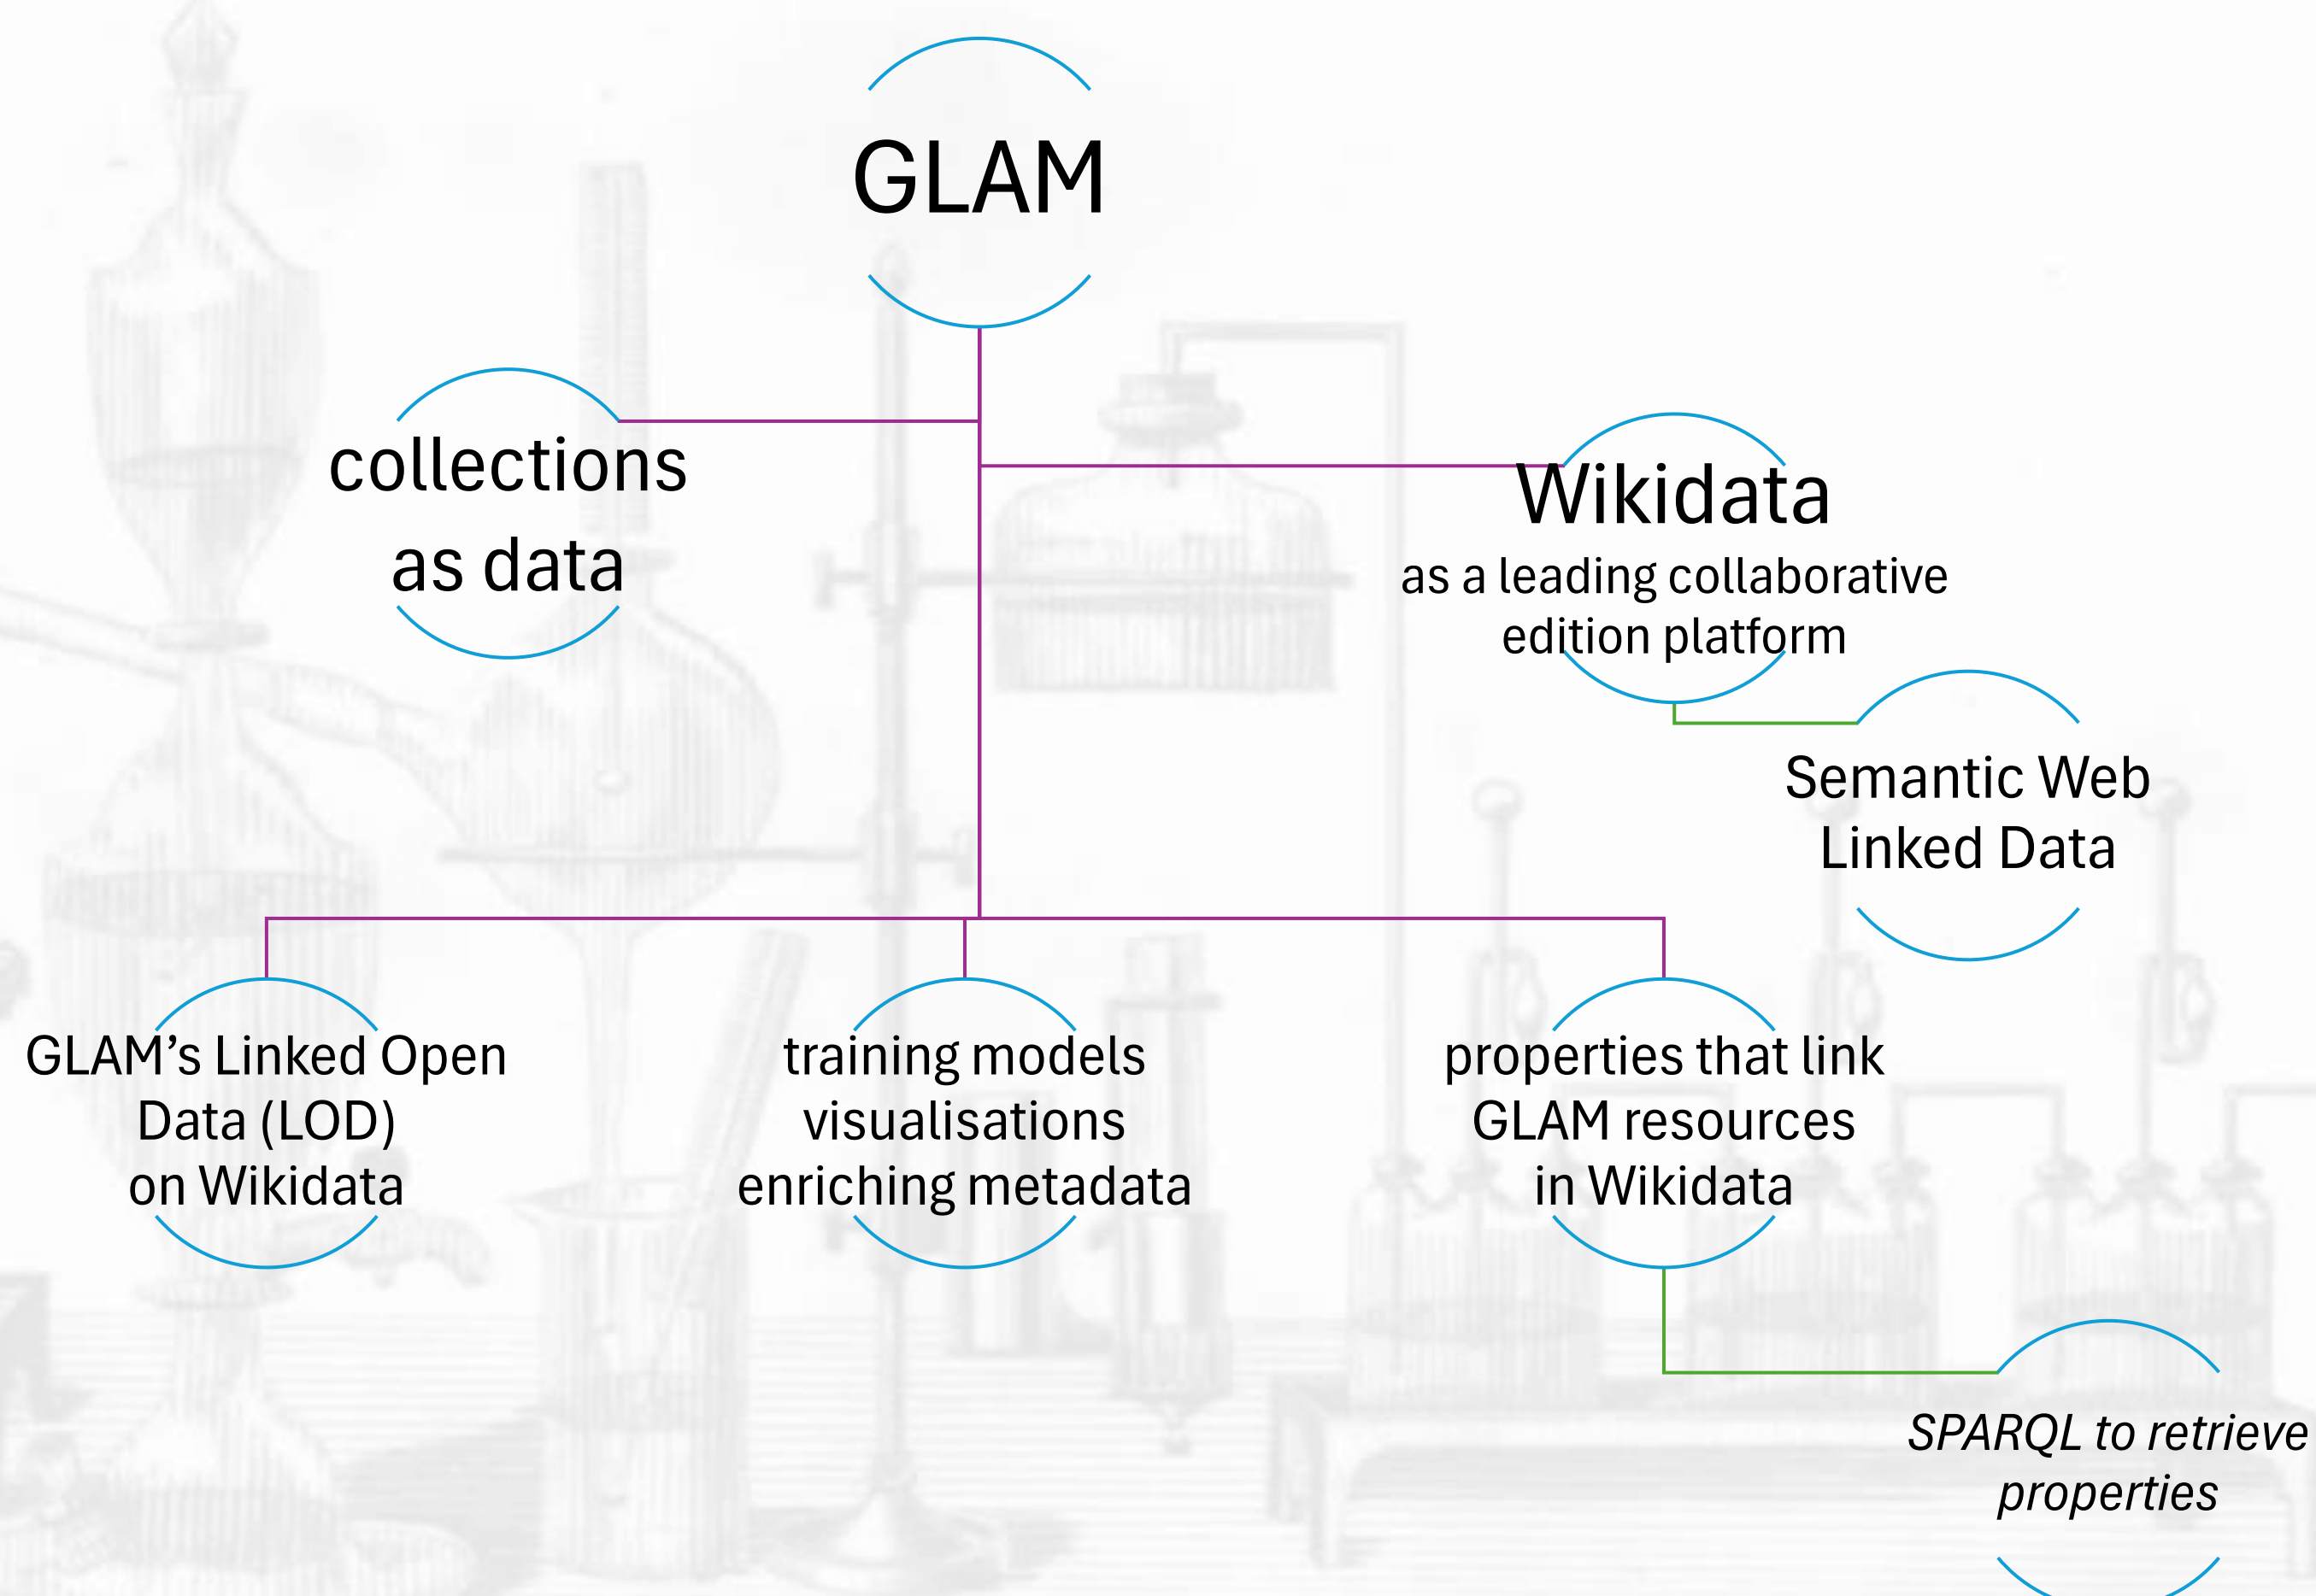 GLAM
collections
as data
Wikidata
as a leading collaborative
edition platform
Semantic Web
Linked Data
GLAM’s Linked Open
Data (LOD)
on Wikidata
training models
visualisations
enriching metadata
properties that link
GLAM resources
in Wikidata
SPARQL to retrieve
properties